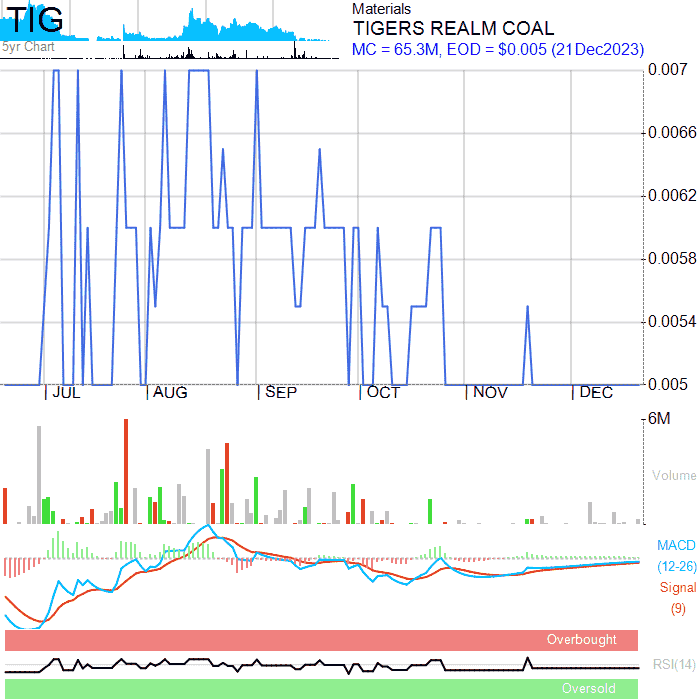 TIG
5yr Chart
Materials
TIGERS REALM COAL
MC = 65.3M, EOD = $0.005 (21Dec2023)
0.007
0.0066
0.0062
0.0058
0.0054
0.005
JUL AUG SEP OCT NOV DEC
6M
Volume
MACD
(12-26)
Signal
(9)
Overbought
RSI(14)
Oversold